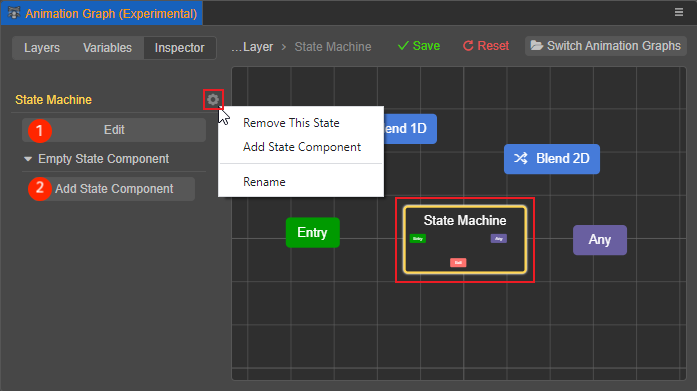 Animation Graph (Experimental)
Layers
Variables
Inspector
...Layer > State Machine
Save
Reset
Switch Animation Graphs
State Machine
1
Edit
Empty State Component
2
Add State Component
Remove This State
Add State Component
Rename
end 1D
Blend 2D
State Machine
Entry
Any
Exit
Entry
Any